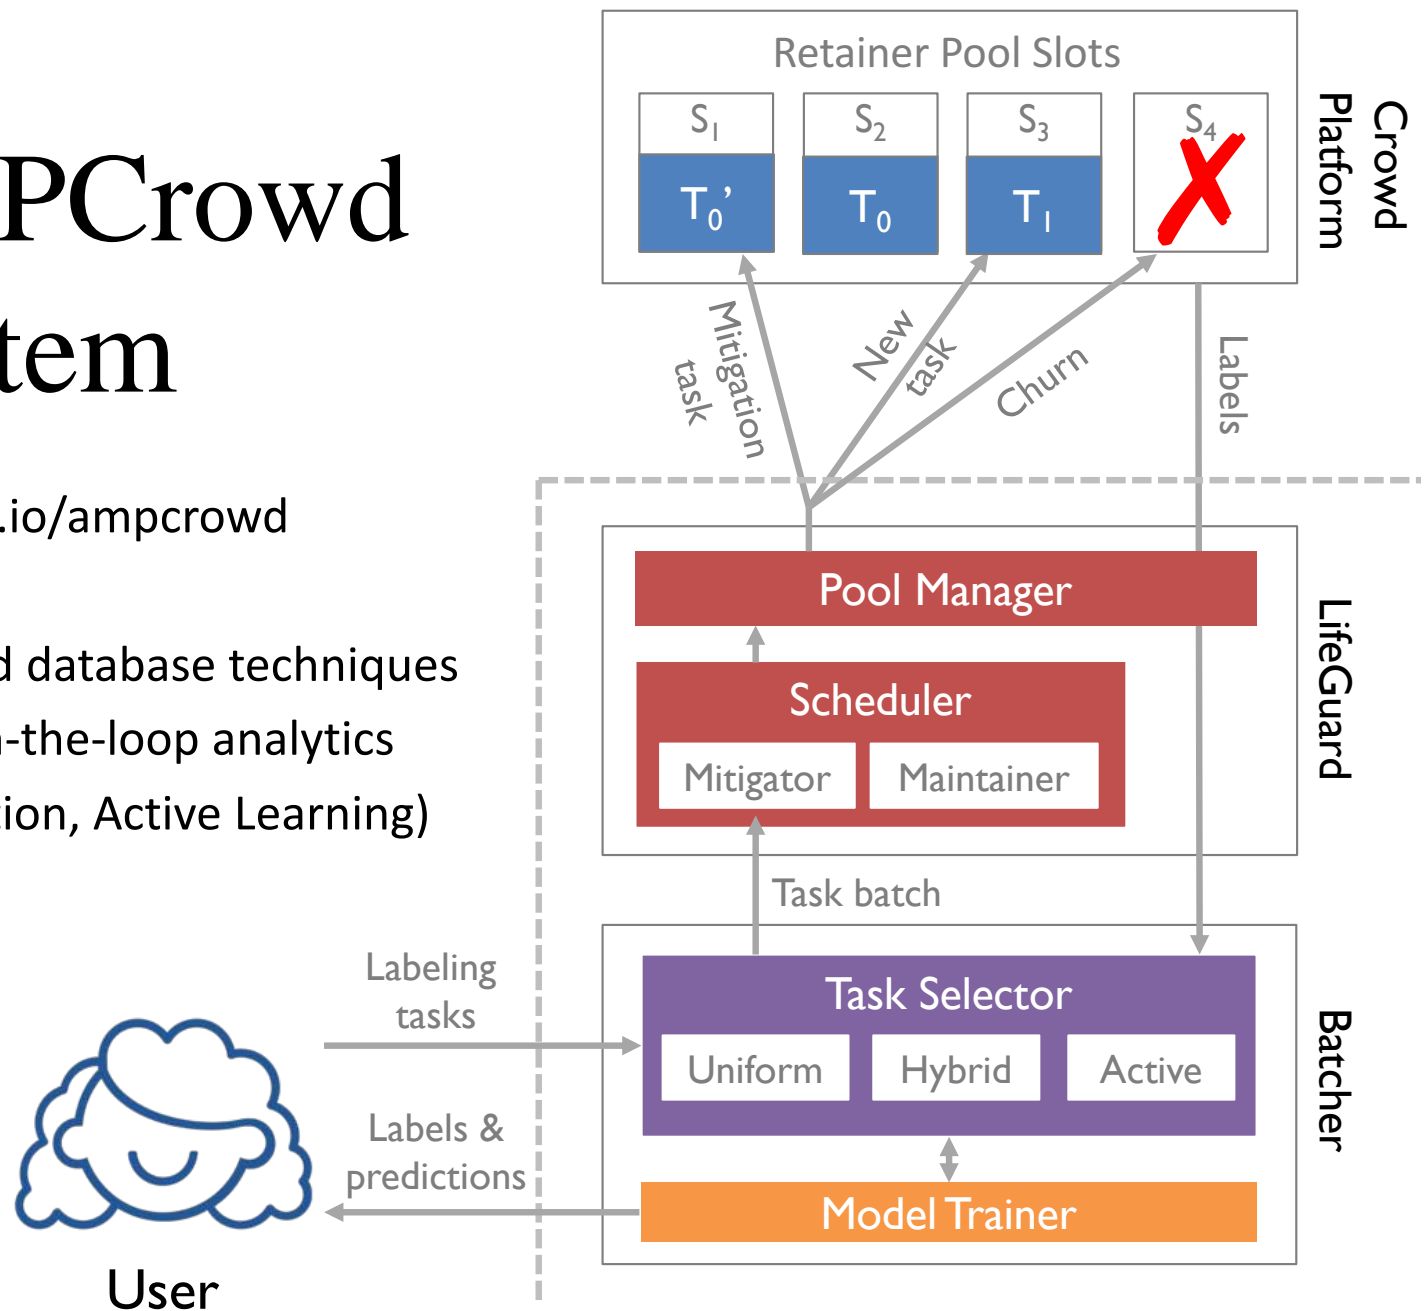 PCrowd
tem
.io/ampcrowd
d database techniques
-the-loop analytics
tion, Active Learning)
Retainer Pool Slots
S1
S2
S3
S4
T0’
T0
T1
Crowd
Platform
Mitigation
task
New
task
Churn
Labels
Pool Manager
Scheduler
Mitigator
Maintainer
LifeGuard
Task batch
Labeling
tasks
Task Selector
Uniform
Hybrid
Active
Batcher
Labels &
predictions
Model Trainer
User